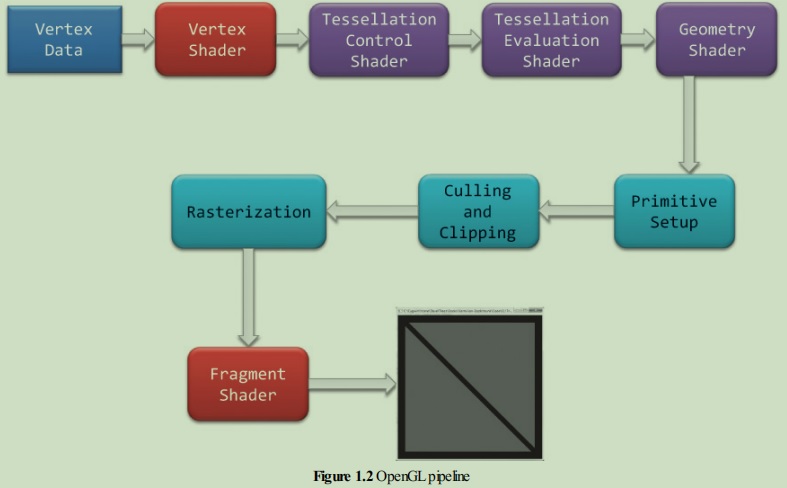 Vertex
Data
Vertex
Shader
Tessellation
Control
Shader
Tessellation
Evaluation
Shader
Geometry
Shader
Rasterization
Culling
and
Clipping
Primitive
Setup
Fragment
Shader
Figure 1.2 OpenGL pipeline